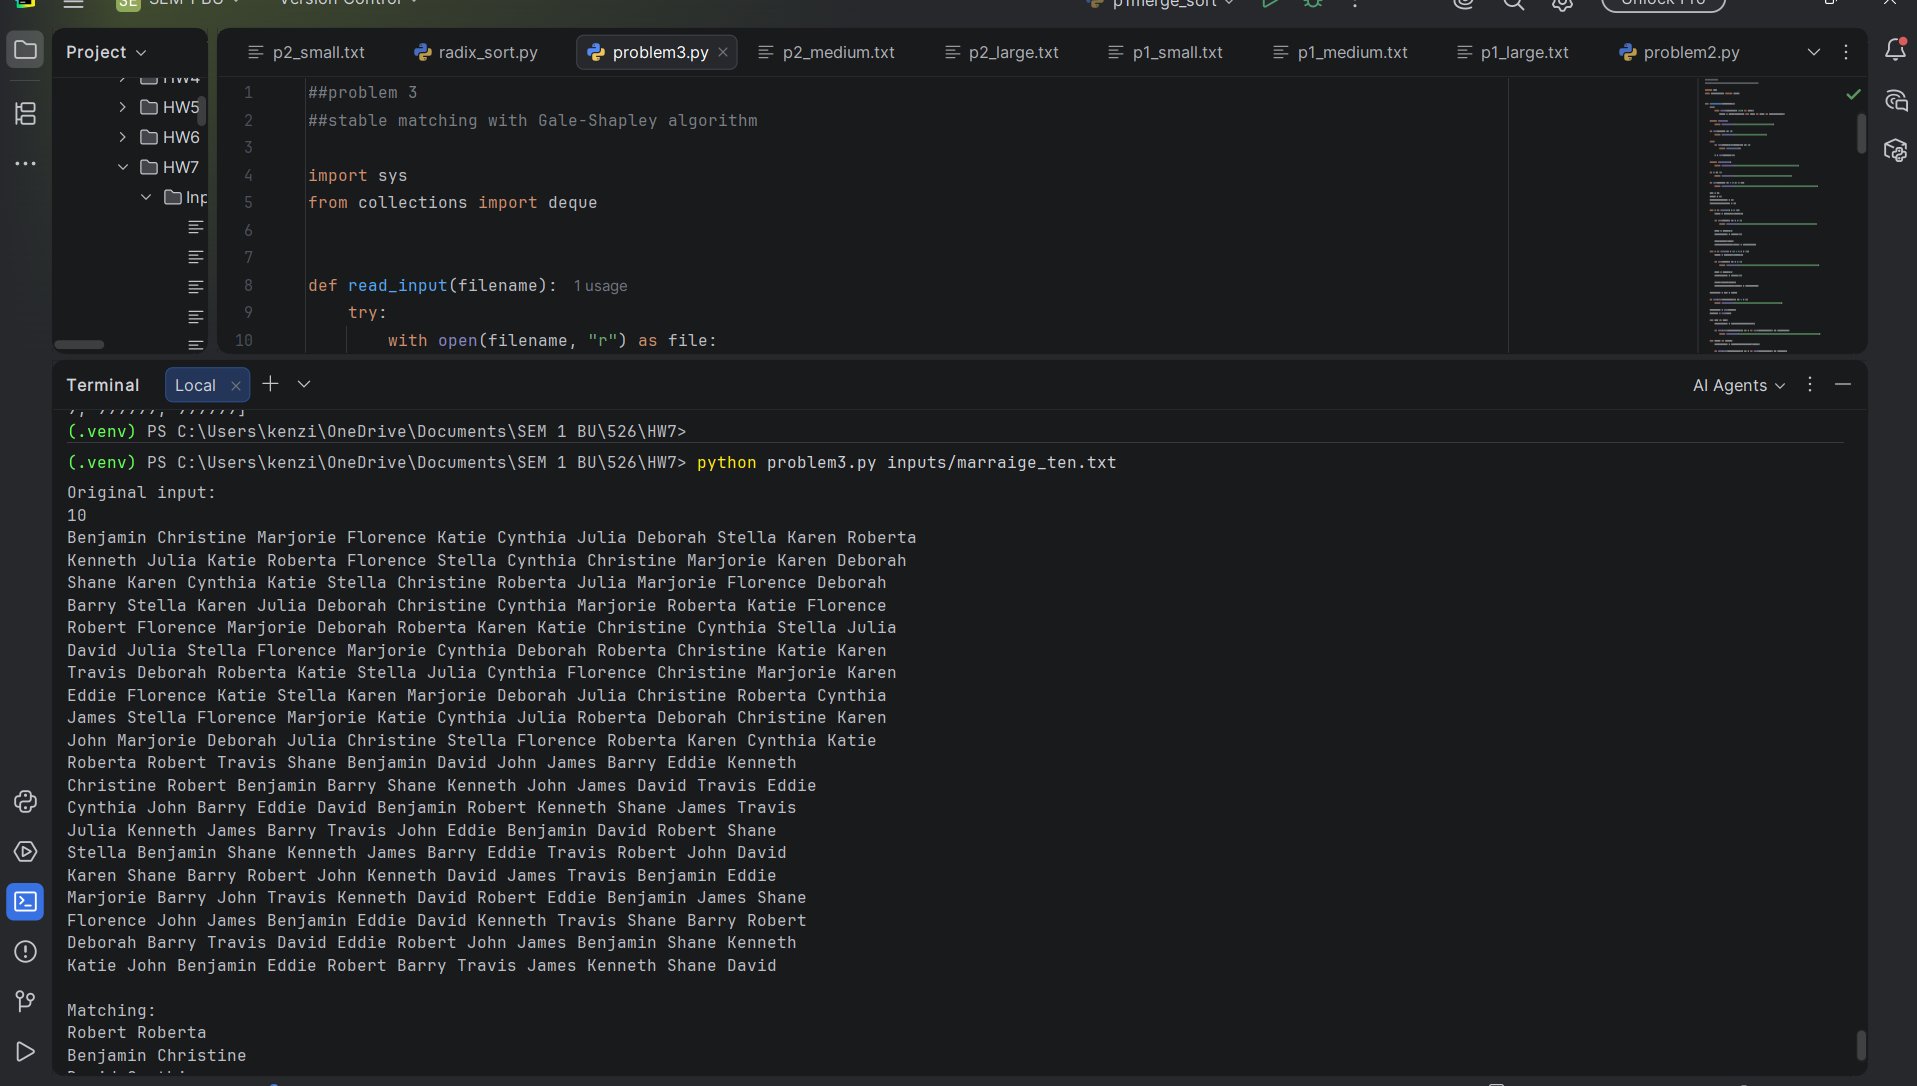 SEM 1 BU
Version Control
p1merge_sort
Unlock Pro
Project
HW4
HW5
HW6
HW7
Inp
p2_small.txt
radix_sort.py
problem3.py
p2_medium.txt
p2_large.txt
p1_small.txt
p1_medium.txt
p1_large.txt
problem2.py
1 ##problem 3
2 ##stable matching with Gale-Shapley algorithm
3
4 import sys
5 from collections import deque
6
7
8 def read_input(filename): 1 usage
9 try:
10 with open(filename, "r") as file:
Terminal
Local
AI Agents
(.venv) PS C:\Users\kenzi\OneDrive\Documents\SEM 1 BU\526\HW7>
(.venv) PS C:\Users\kenzi\OneDrive\Documents\SEM 1 BU\526\HW7> python problem3.py inputs/marraige_ten.txt
Original input:
10
Benjamin Christine Marjorie Florence Katie Cynthia Julia Deborah Stella Karen Roberta
Kenneth Julia Katie Roberta Florence Stella Cynthia Christine Marjorie Karen Deborah
Shane Karen Cynthia Katie Stella Christine Roberta Julia Marjorie Florence Deborah
Barry Stella Karen Julia Deborah Christine Cynthia Marjorie Roberta Katie Florence
Robert Florence Marjorie Deborah Roberta Karen Katie Christine Cynthia Stella Julia
David Julia Stella Florence Marjorie Cynthia Deborah Roberta Christine Katie Karen
Travis Deborah Roberta Katie Stella Julia Cynthia Florence Christine Marjorie Karen
Eddie Florence Katie Stella Karen Marjorie Deborah Julia Christine Roberta Cynthia
James Stella Florence Marjorie Katie Cynthia Julia Roberta Deborah Christine Karen
John Marjorie Deborah Julia Christine Stella Florence Roberta Karen Cynthia Katie
Roberta Robert Travis Shane Benjamin David John James Barry Eddie Kenneth
Christine Robert Benjamin Barry Shane Kenneth John James David Travis Eddie
Cynthia John Barry Eddie David Benjamin Robert Kenneth Shane James Travis
Julia Kenneth James Barry Travis John Eddie Benjamin David Robert Shane
Stella Benjamin Shane Kenneth James Barry Eddie Travis Robert John David
Karen Shane Barry Robert John Kenneth David James Travis Benjamin Eddie
Marjorie Barry John Travis Kenneth David Robert Eddie Benjamin James Shane
Florence John James Benjamin Eddie David Kenneth Travis Shane Barry Robert
Deborah Barry Travis David Eddie Robert John James Benjamin Shane Kenneth
Katie John Benjamin Eddie Robert Barry Travis James Kenneth Shane David
Matching:
Robert Roberta
Benjamin Christine